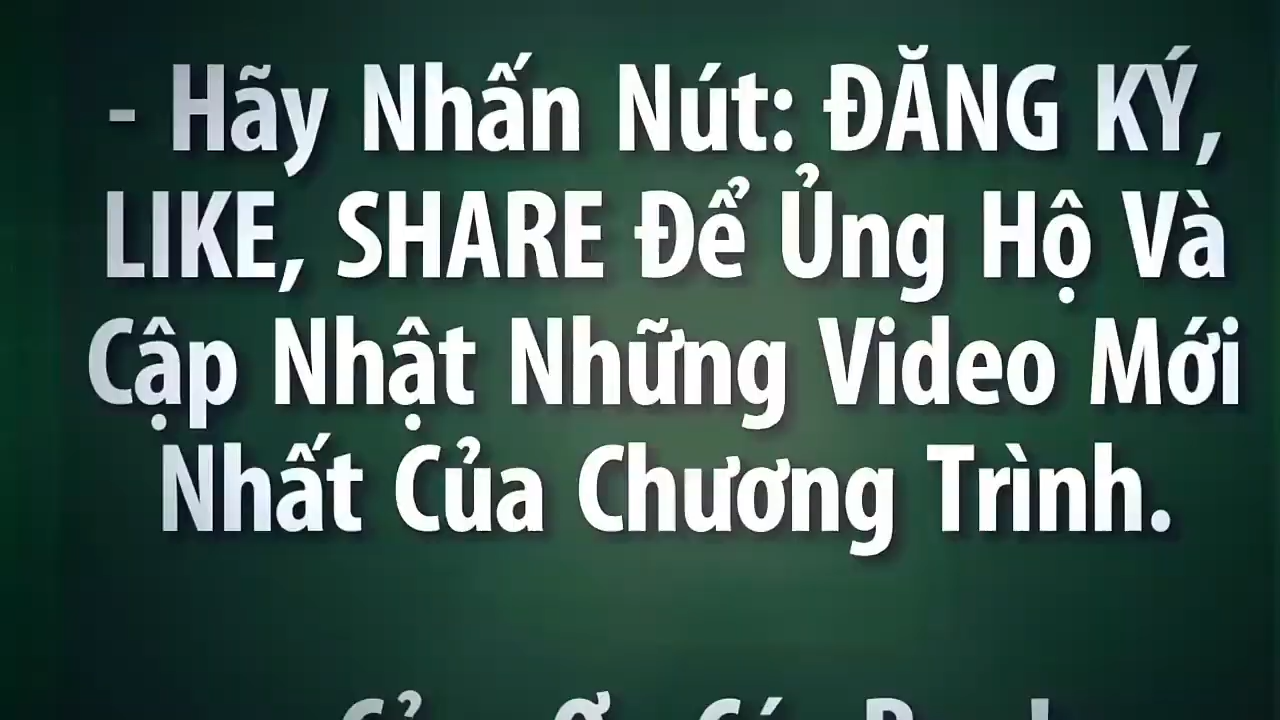 - Hãy Nhấn Nút: ĐĂNG KÝ,
LIKE, SHARE Để Ủng Hộ Và
Cập Nhật Những Video Mới
Nhất Của Chương Trình.